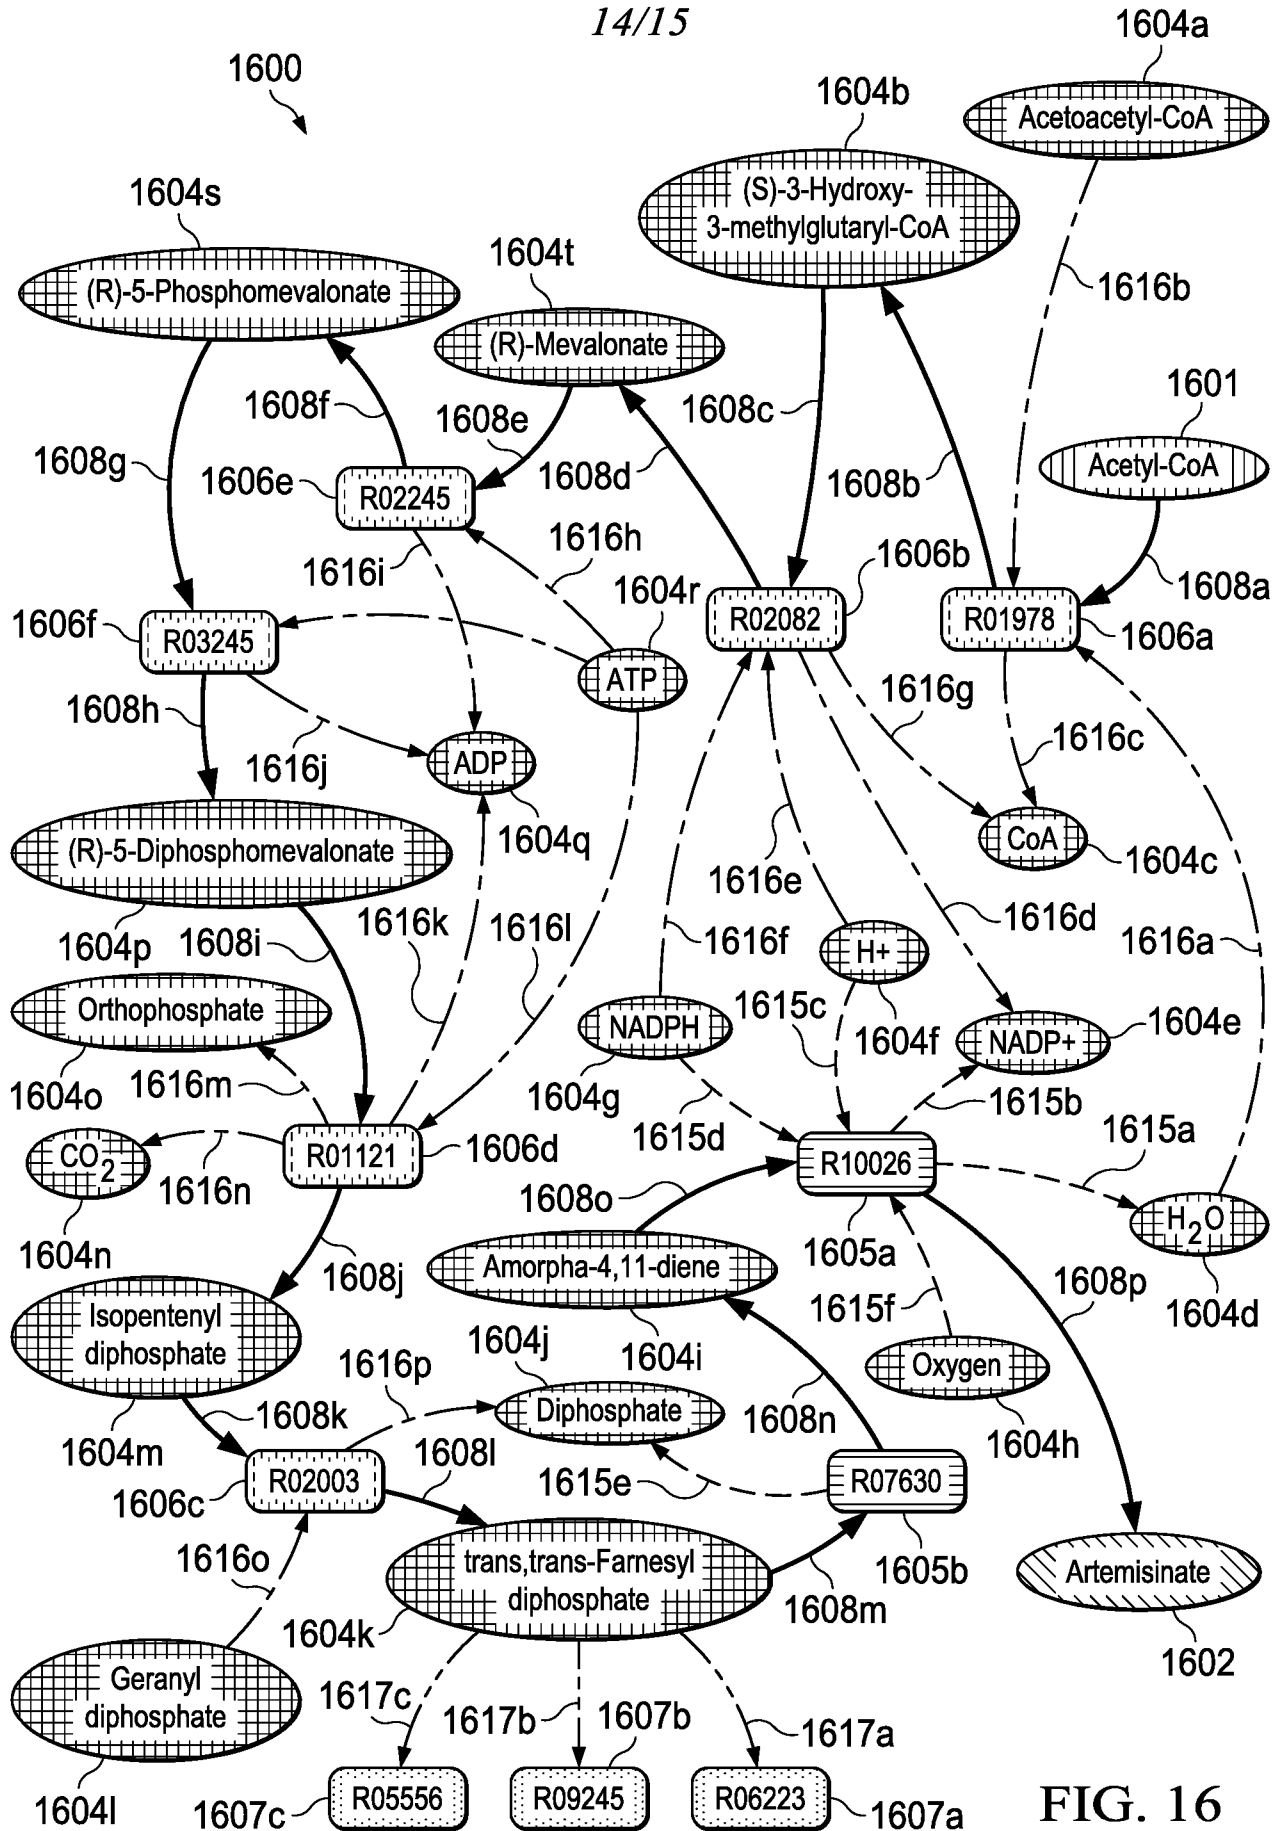 14/15
1604a
1600
1604b
Acetoacetyl-CoA
1604s
(S)-3-Hydroxy-
3-methylglutaryl-CoA
1604t
1616b
(R)-5-Phosphomevalonate
(R)-Mevalonate
1601
1608f
1608e
1608c
1608g
1606e
R02245
1608d
1608b
Acetyl-CoA
1616i
1616h
1606b
1608a
1604r
1606f
R03245
R02082
R01978
1606a
ATP
1608h
1616g
1616j
ADP
1616c
1604q
CoA
1604c
(R)-5-Diphosphomevalonate
1616e
1604p
1608i
1616k
1616l
1616f
1616d
1616a
H+
Orthophosphate
1615c
NADPH
1604f
NADP+
1604e
1604o
1616m
1604g
1615d
1615b
1615a
CO2
R01121
1606d
R10026
1616n
1608o
H2O
1604n
1605a
1608j
Amorpha-4,11-diene
1608p
1604d
Isopentenyl
diphosphate
1615f
1604j
1604i
1616p
Oxygen
1608k
Diphosphate
1608n
1604m
1608l
1604h
R02003
1615e
R07630
1606c
1616o
trans,trans-Farnesyl
diphosphate
1605b
Artemisinate
1608m
1604k
1602
Geranyl
diphosphate
1617c
1617b
1607b
1617a
R05556
R09245
R06223
1604l
1607c
1607a
FIG. 16